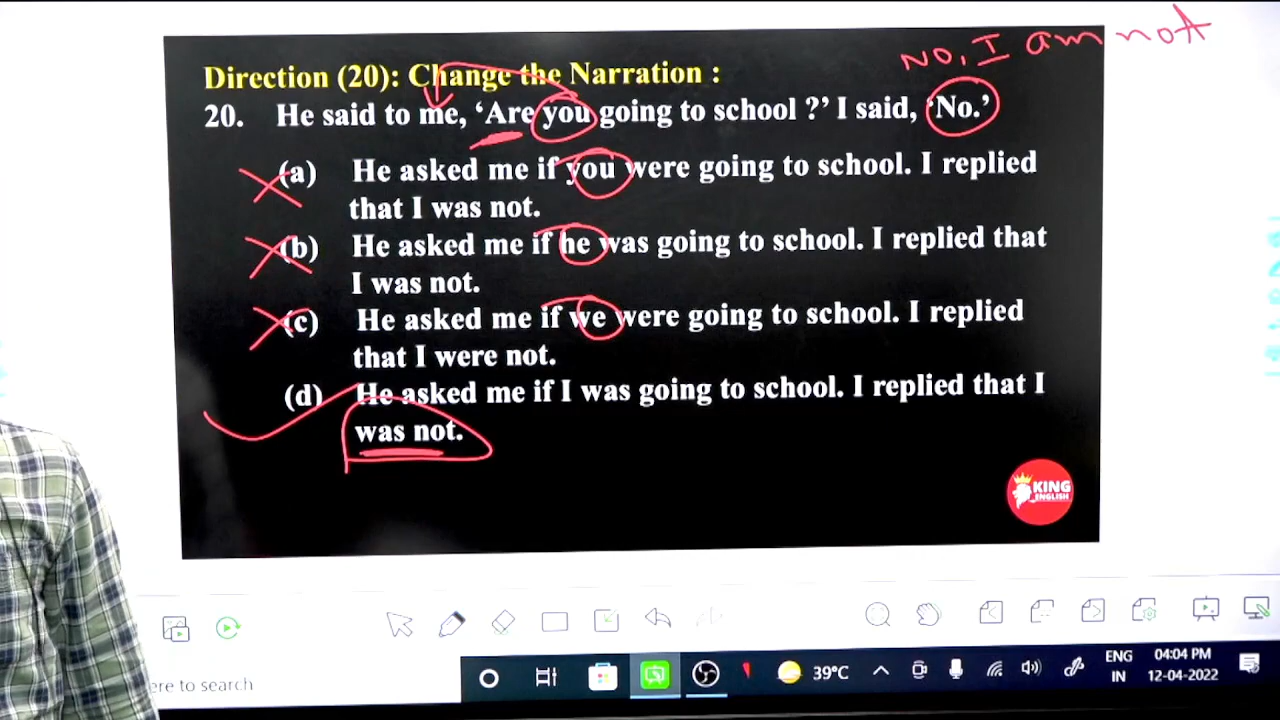 No, I am not
Direction (20): Change the Narration :
20. He said to me, ‘Are you going to school ?’ I said, ‘No.’
(a) He asked me if you were going to school. I replied
that I was not.
(b) He asked me if he was going to school. I replied that
I was not.
(c) He asked me if we were going to school. I replied
that I were not.
(d) He asked me if I was going to school. I replied that I
was not.
KING
ENGLISH
ere to search
39°C
ENG
IN
04:04 PM
12-04-2022